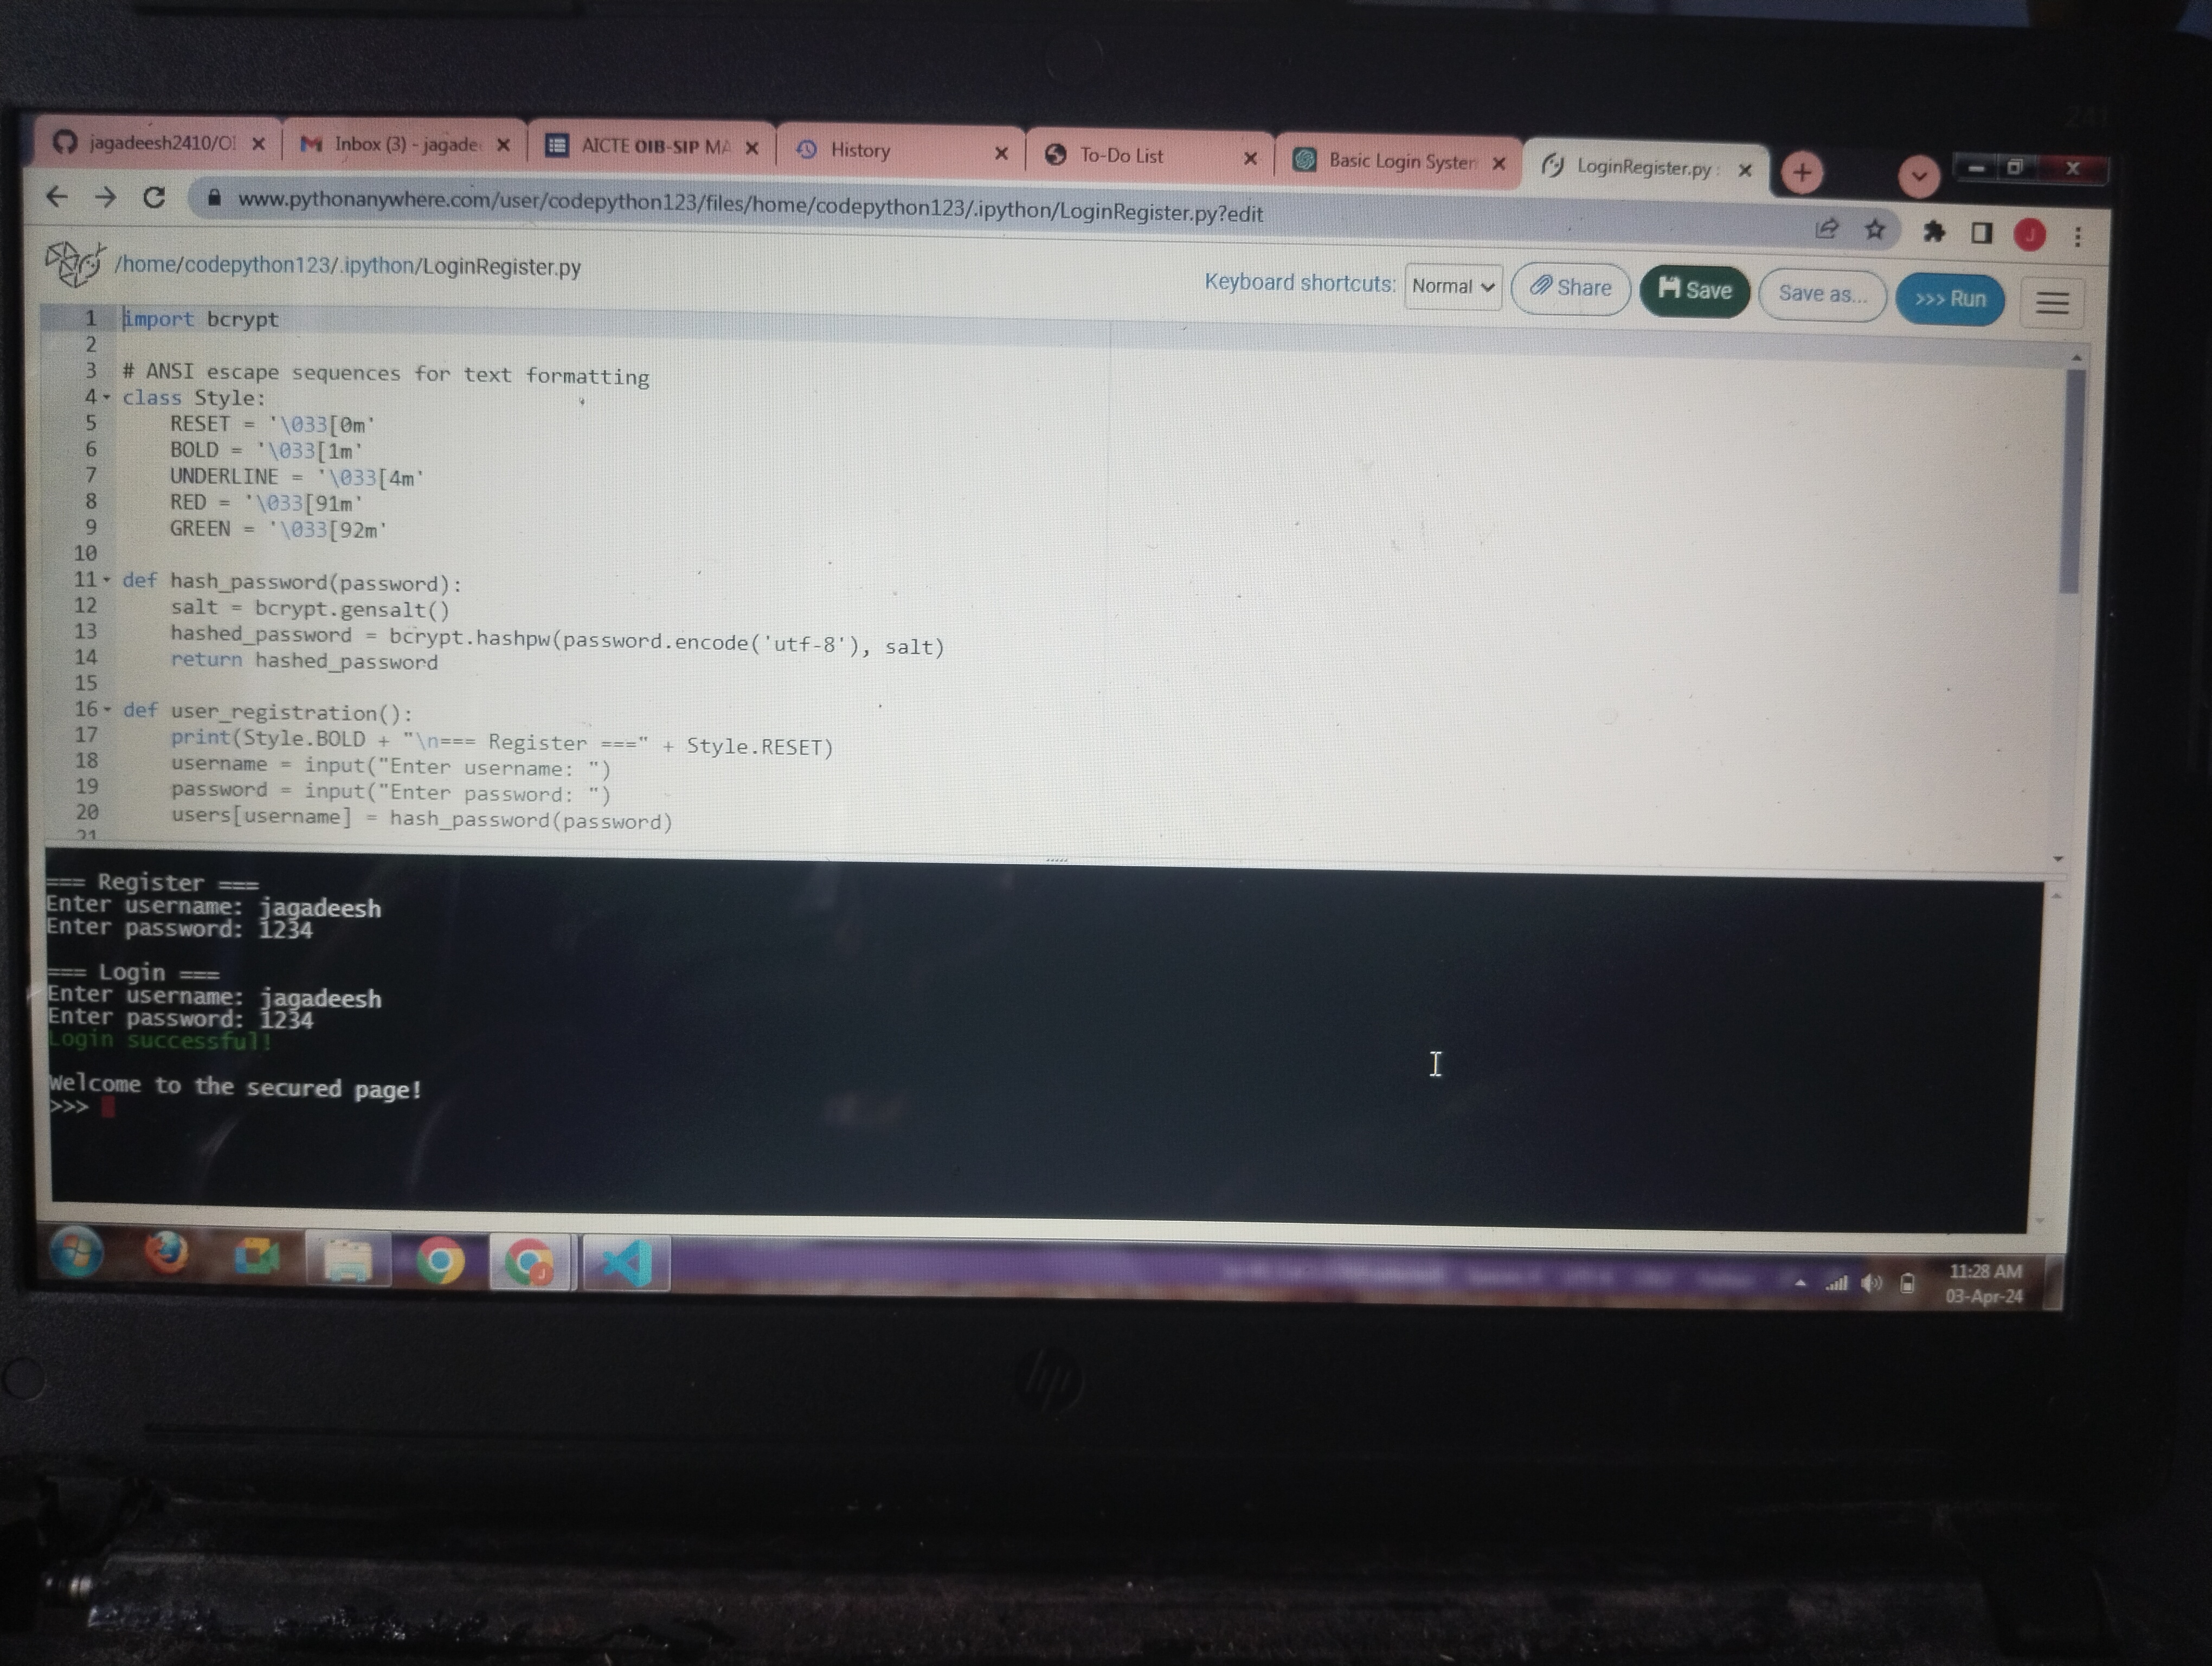 jagadeesh2410/OI
Inbox (3) - jagade
AICTE OIB-SIP MA
History
To-Do List
Basic Login System
LoginRegister.py :
www.pythonanywhere.com/user/codepython123/files/home/codepython123/.ipython/LoginRegister.py?edit
J
/home/codepython123/.ipython/LoginRegister.py
Keyboard shortcuts: Normal Share Save Save as... >>> Run
1 import bcrypt
2
3 # ANSI escape sequences for text formatting
4 class Style:
5 RESET = '\033[0m'
6 BOLD = '\033[1m'
7 UNDERLINE = '\033[4m'
8 RED = '\033[91m'
9 GREEN = '\033[92m'
10
11 def hash_password(password):
12 salt = bcrypt.gensalt()
13 hashed_password = bcrypt.hashpw(password.encode('utf-8'), salt)
14 return hashed_password
15
16 def user_registration():
17 print(Style.BOLD + "\n=== Register ===" + Style.RESET)
18 username = input("Enter username: ")
19 password = input("Enter password: ")
20 users[username] = hash_password(password)
21
=== Register ===
Enter username: jagadeesh
Enter password: 1234
=== Login ===
Enter username: jagadeesh
Enter password: 1234
Login successful!
Welcome to the secured page!
>>>
11:28 AM
03-Apr-24
hp